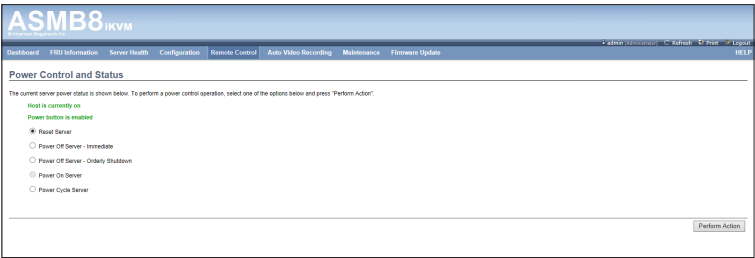 ASMB8 iKVM
© American Megatrends Inc.
admin (Administrator) Refresh Print Logout
Dashboard FRU Information Server Health Configuration Remote Control Auto Video Recording Maintenance Firmware Update HELP
Power Control and Status
The current server power status is shown below. To perform a power control operation, select one of the options below and press "Perform Action".
Host is currently on
Power button is enabled
Reset Server
Power Off Server - Immediate
Power Off Server - Orderly Shutdown
Power On Server
Power Cycle Server
Perform Action